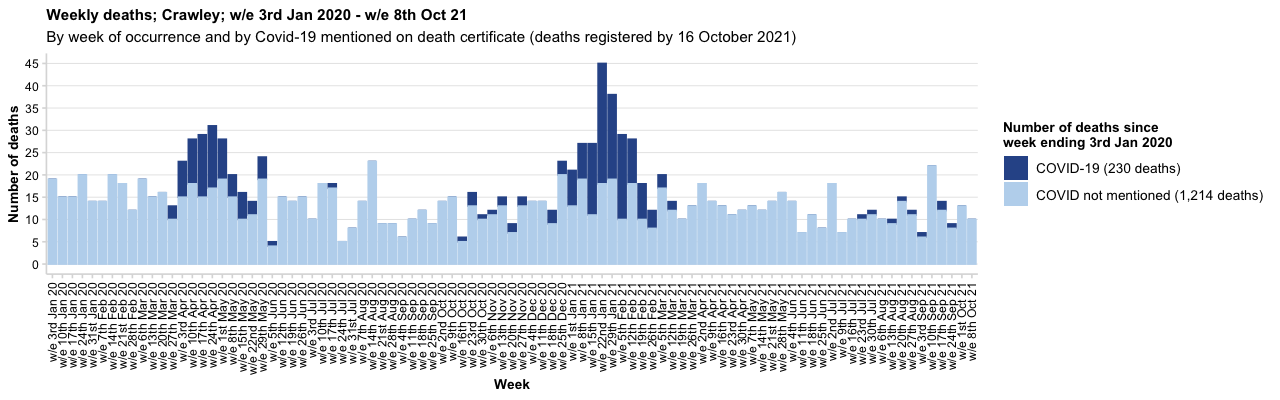 Weekly deaths; Crawley; w/e 3rd Jan 2020 - w/e 8th Oct 21
By week of occurrence and by Covid-19 mentioned on death certificate (deaths registered by 16 October 2021)
Number of deaths
45
40
35
30
25
20
15
10
5
0
w/e 3rd Jan 20
w/e 10th Jan 20
w/e 17th Jan 20
w/e 24th Jan 20
w/e 31st Jan 20
w/e 7th Feb 20
w/e 14th Feb 20
w/e 21st Feb 20
w/e 28th Feb 20
w/e 6th Mar 20
w/e 13th Mar 20
w/e 20th Mar 20
w/e 27th Mar 20
w/e 3rd Apr 20
w/e 10th Apr 20
w/e 17th Apr 20
w/e 24th Apr 20
w/e 1st May 20
w/e 8th May 20
w/e 15th May 20
w/e 22nd May 20
w/e 29th May 20
w/e 5th Jun 20
w/e 12th Jun 20
w/e 19th Jun 20
w/e 26th Jun 20
w/e 3rd Jul 20
w/e 10th Jul 20
w/e 17th Jul 20
w/e 24th Jul 20
w/e 31st Jul 20
w/e 7th Aug 20
w/e 14th Aug 20
w/e 21st Aug 20
w/e 28th Aug 20
w/e 4th Sep 20
w/e 11th Sep 20
w/e 18th Sep 20
w/e 25th Sep 20
w/e 2nd Oct 20
w/e 9th Oct 20
w/e 16th Oct 20
w/e 23rd Oct 20
w/e 30th Oct 20
w/e 6th Nov 20
w/e 13th Nov 20
w/e 20th Nov 20
w/e 27th Nov 20
w/e 4th Dec 20
w/e 11th Dec 20
w/e 18th Dec 20
w/e 25th Dec 20
w/e 1st Jan 21
w/e 8th Jan 21
w/e 15th Jan 21
w/e 22nd Jan 21
w/e 29th Jan 21
w/e 5th Feb 21
w/e 12th Feb 21
w/e 19th Feb 21
w/e 26th Feb 21
w/e 5th Mar 21
w/e 12th Mar 21
w/e 19th Mar 21
w/e 26th Mar 21
w/e 2nd Apr 21
w/e 9th Apr 21
w/e 16th Apr 21
w/e 23rd Apr 21
w/e 30th Apr 21
w/e 7th May 21
w/e 14th May 21
w/e 21st May 21
w/e 28th May 21
w/e 4th Jun 21
w/e 11th Jun 21
w/e 18th Jun 21
w/e 25th Jun 21
w/e 2nd Jul 21
w/e 9th Jul 21
w/e 16th Jul 21
w/e 23rd Jul 21
w/e 30th Jul 21
w/e 6th Aug 21
w/e 13th Aug 21
w/e 20th Aug 21
w/e 27th Aug 21
w/e 3rd Sep 21
w/e 10th Sep 21
w/e 17th Sep 21
w/e 24th Sep 21
w/e 1st Oct 21
w/e 8th Oct 21
Week
Number of deaths since
week ending 3rd Jan 2020
COVID-19 (230 deaths)
COVID not mentioned (1,214 deaths)